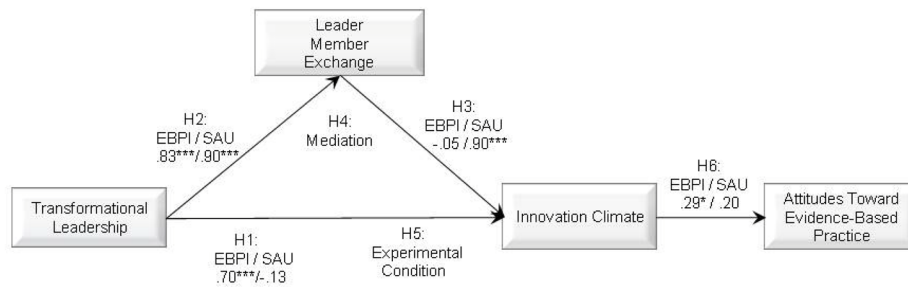 Leader
Member
Exchange
H2:
EBPI / SAU
.83***/.90***
H4:
Mediation
H3:
EBPI / SAU
-.05 /.90***
Transformational
Leadership
H1:
EBPI / SAU
.70***/-.13
H5:
Experimental
Condition
Innovation Climate
H6:
EBPI / SAU
.29* / .20
Attitudes Toward
Evidence-Based
Practice